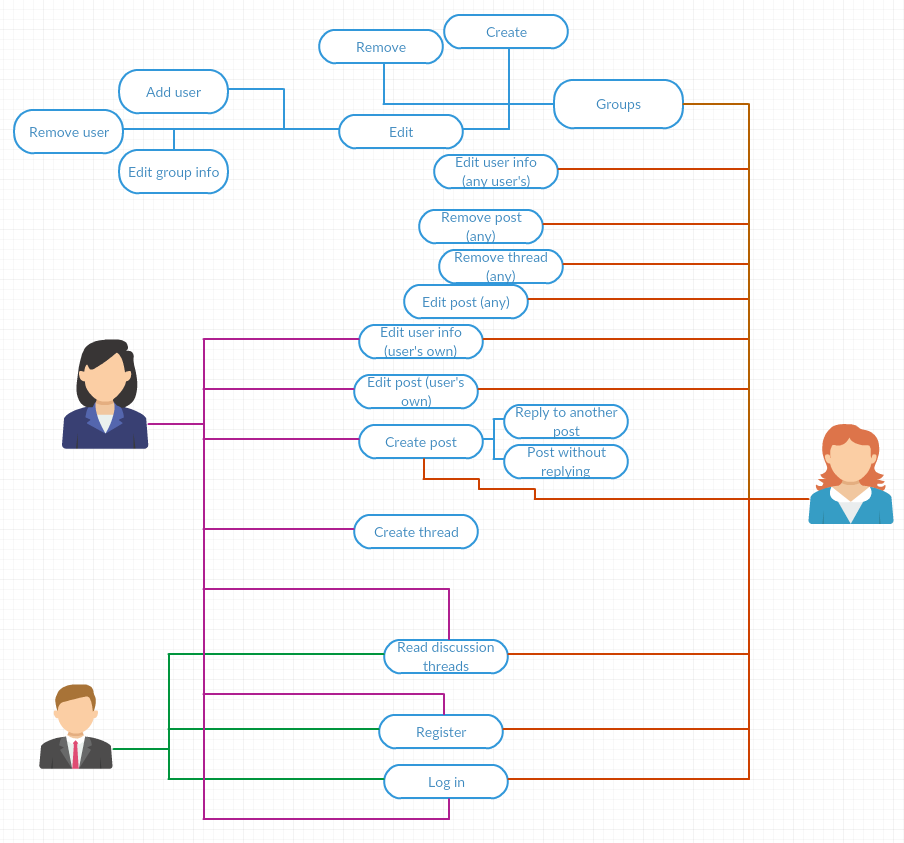 Create
Remove
Add user
Groups
Remove user
Edit
Edit user info
(any user's)
Edit group info
Remove post
(any)
Remove thread
(any)
Edit post (any)
Edit user info
(user's own)
Edit post (user's
own)
Reply to another
post
Create post
Post without
replying
Create thread
Read discussion
threads
Register
Log in